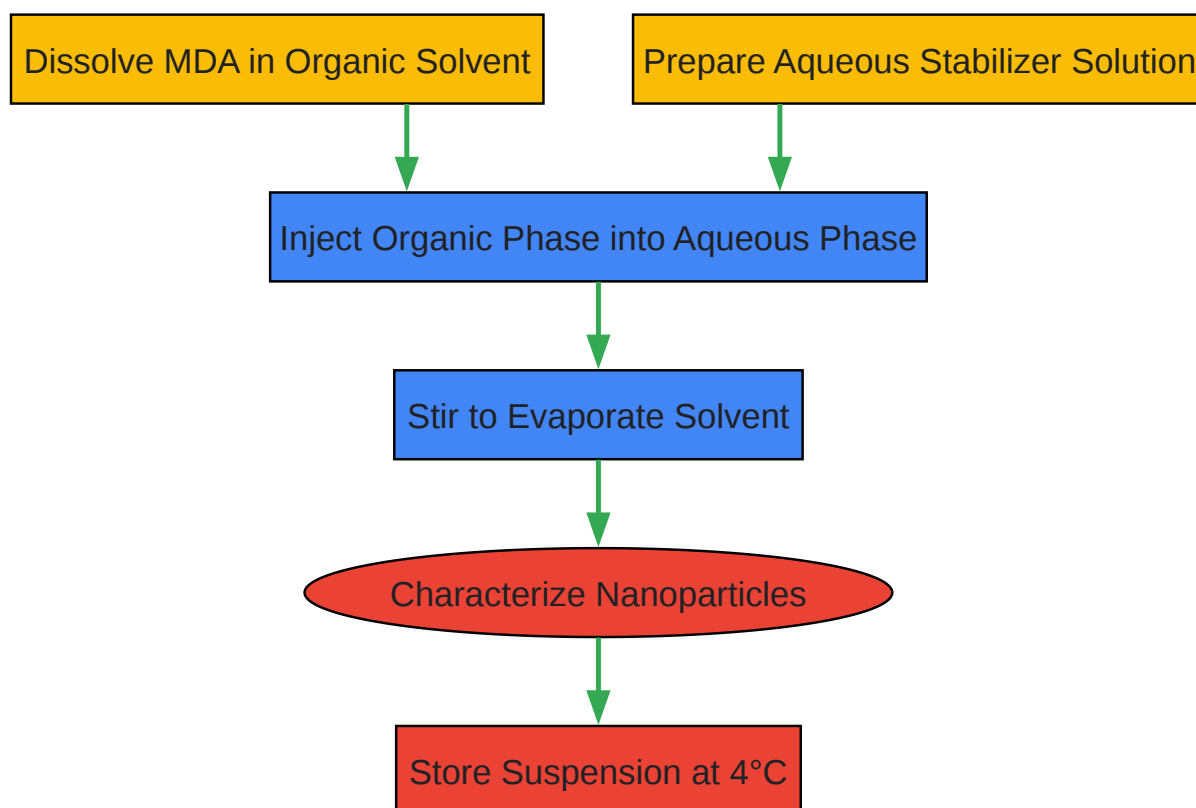 Dissolve MDA in Organic Solvent
Prepare Aqueous Stabilizer Solution
Inject Organic Phase into Aqueous Phase
Stir to Evaporate Solvent
Characterize Nanoparticles
Store Suspension at 4°C